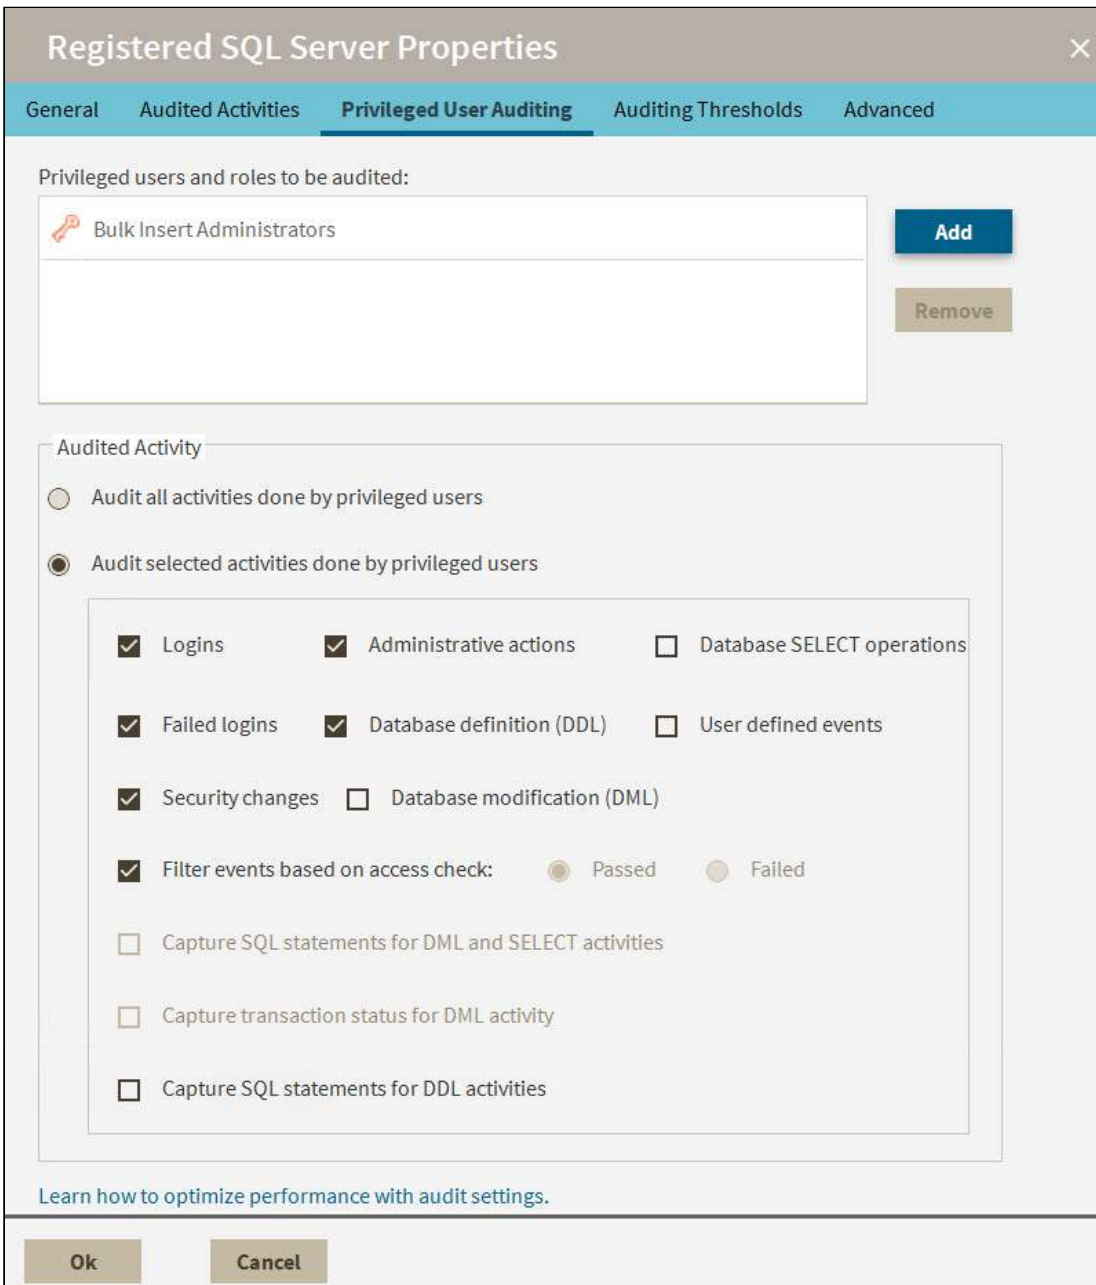 Registered SQL Server Properties
General Audited Activities Privileged User Auditing Auditing Thresholds Advanced
Privileged users and roles to be audited:
Bulk Insert Administrators
Add
Remove
Audited Activity
Audit all activities done by privileged users
Audit selected activities done by privileged users
Logins Administrative actions Database SELECT operations
Failed logins Database definition (DDL) User defined events
Security changes Database modification (DML)
Filter events based on access check: Passed Failed
Capture SQL statements for DML and SELECT activities
Capture transaction status for DML activity
Capture SQL statements for DDL activities
Learn how to optimize performance with audit settings.
Ok Cancel